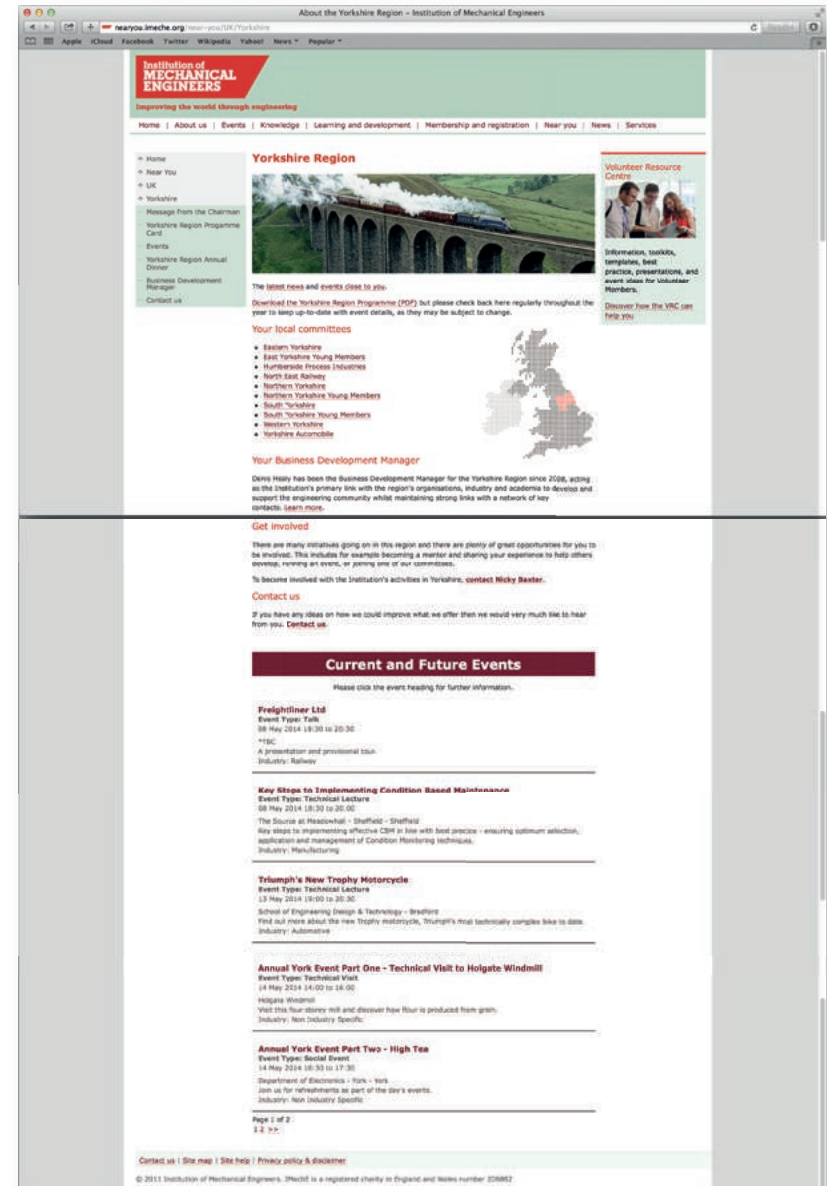 About the Yorkshire Region – Institution of Mechanical Engineers
nearyou.imeche.org/near-you/UK/Yorkshire
Apple iCloud Facebook Twitter Wikipedia Yahoo! News Popular
Institution of
MECHANICAL
ENGINEERS
Improving the world through engineering
Home | About us | Events | Knowledge | Learning and development | Membership and registration | Near you | News | Services
Home
Near You
UK
Yorkshire
Message from the Chairman
Yorkshire Region Progamme
Card
Events
Yorkshire Region Annual
Dinner
Business Development
Manager
Contact us
Yorkshire Region
The latest news and events close to you.
Download the Yorkshire Region Programme (PDF) but please check back here regularly throughout the
year to keep up-to-date with event details, as they may be subject to change.
Your local committees
Eastern Yorkshire
East Yorkshire Young Members
Humberside Process Industries
North East Railway
Northern Yorkshire
Northern Yorkshire Young Members
South Yorkshire
South Yorkshire Young Members
Western Yorkshire
Yorkshire Automobile
Your Business Development Manager
Denis Healy has been the Business Development Manager for the Yorkshire Region since 2008, acting
as the Institution's primary link with the region's organisations, industry and academia to develop and
support the engineering community whilst maintaining strong links with a network of key
contacts. Learn more.
Volunteer Resource
Centre
Information, toolkits,
templates, best
practice, presentations, and
event ideas for Volunteer
Members.
Discover how the VRC can
help you
Get involved
There are many initiatives going on in this region and there are plenty of great opportunities for you to
be involved. This includes for example becoming a mentor and sharing your experience to help others
develop, running an event, or joining one of our committees.
To become involved with the Institution's activities in Yorkshire, contact Nicky Baxter.
Contact us
If you have any ideas on how we could improve what we offer then we would very much like to hear
from you. Contact us.
Current and Future Events
Please click the event heading for further information.
Freightliner Ltd
Event Type: Talk
08 May 2014 18:30 to 20:30
*TBC
A presentation and provisional tour.
Industry: Railway
Key Steps to Implementing Condition Based Maintenance
Event Type: Technical Lecture
08 May 2014 18:30 to 20:00
The Source at Meadowhall - Sheffield - Sheffield
Key steps to implementing effective CBM in line with best practice - ensuring optimum selection,
application and management of Condition Monitoring techniques.
Industry: Manufacturing
Triumph's New Trophy Motorcycle
Event Type: Technical Lecture
13 May 2014 19:00 to 20:30
School of Engineering Design & Technology - Bradford
Find out more about the new Trophy motorcycle, Triumph's most technically complex bike to date.
Industry: Automotive
Annual York Event Part One - Technical Visit to Holgate Windmill
Event Type: Technical Visit
14 May 2014 14:00 to 16:00
Holgate Windmill
Visit this four-storey mill and discover how flour is produced from grain.
Industry: Non Industry Specific
Annual York Event Part Two - High Tea
Event Type: Social Event
14 May 2014 16:30 to 17:30
Department of Electronics - York - York
Join us for refreshments as part of the day's events.
Industry: Non Industry Specific
Page 1 of 2
1 2 >>
Contact us | Site map | Site help | Privacy policy & disclaimer
© 2011 Institution of Mechanical Engineers. IMechE is a registered charity in England and Wales number